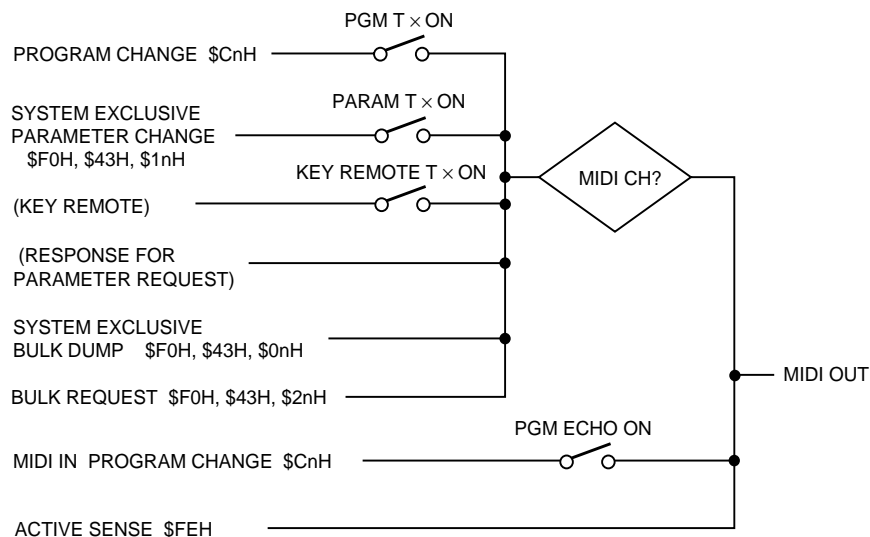 PGM T × ON
PROGRAM CHANGE $CnH
SYSTEM EXCLUSIVE
PARAMETER CHANGE
$F0H, $43H, $1nH
PARAM T × ON
KEY REMOTE T × ON
(KEY REMOTE)
MIDI CH?
(RESPONSE FOR
PARAMETER REQUEST)
SYSTEM EXCLUSIVE
BULK DUMP $F0H, $43H, $0nH
BULK REQUEST $F0H, $43H, $2nH
MIDI OUT
PGM ECHO ON
MIDI IN PROGRAM CHANGE $CnH
ACTIVE SENSE $FEH